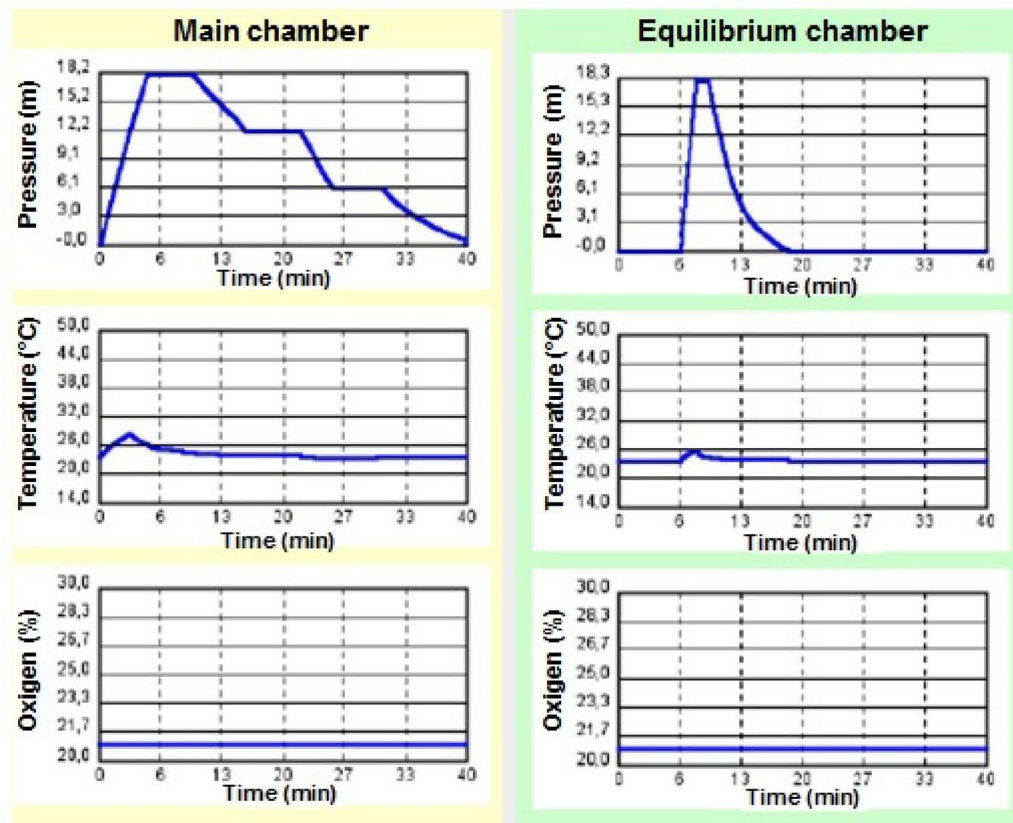 Main chamber
Pressure (m)
18,2
15,2
12,2
9,1
6,1
3,0
-0,0
0 6 13 20 27 33 40
Time (min)
Temperature (°C)
50,0
44,0
38,0
32,0
26,0
20,0
14,0
0 6 13 20 27 33 40
Time (min)
Oxigen (%)
30,0
28,3
26,7
25,0
23,3
21,7
20,0
0 6 13 20 27 33 40
Time (min)
Equilibrium chamber
Pressure (m)
18,3
15,3
12,2
9,2
6,1
3,1
-0,0
0 6 13 20 27 33 40
Time (min)
Temperature (°C)
50,0
44,0
38,0
32,0
26,0
20,0
14,0
0 6 13 20 27 33 40
Time (min)
Oxigen (%)
30,0
28,3
26,7
25,0
23,3
21,7
20,0
0 6 13 20 27 33 40
Time (min)